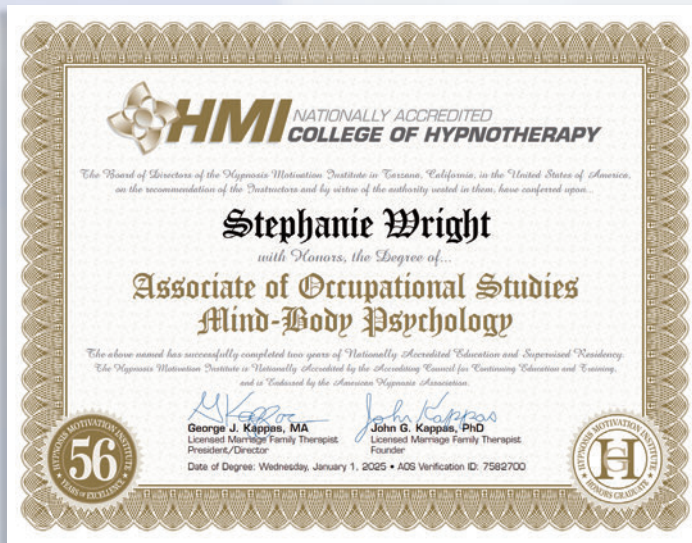 HMI NATIONALLY ACCREDITED
COLLEGE OF HYPNOTHERAPY
The Board of Directors of the Hypnosis Motivation Institute in Tarzana, California, in the United States of America,
on the recommendation of the Instructors and by virtue of the authority vested in them, have conferred upon...
Stephanie Wright
with Honors, the Degree of...
Associate of Occupational Studies
Mind-Body Psychology
The above named has successfully completed two years of Nationally Accredited Education and Supervised Residency.
The Hypnosis Motivation Institute is Nationally Accredited by the Accrediting Council for Continuing Education and Training,
and is Endorsed by the American Hypnosis Association.
G Kappas
John Kappas
George J. Kappas, MA
Licensed Marriage Family Therapist
President/Director
John G. Kappas, PhD
Licensed Marriage Family Therapist
Founder
Date of Degree: Wednesday, January 1, 2025 • AOS Verification ID: 7582700
HYPNOSIS MOTIVATION INSTITUTE
56
YEARS OF EXCELLENCE
HYPNOSIS MOTIVATION INSTITUTE
H
HONORS GRADUATE